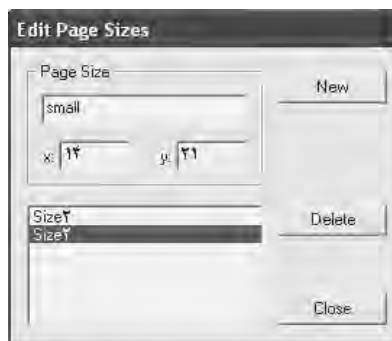 Edit Page Sizes
Page Size
New
small
x: ۱۴ y: ۲۱
Size۲
Size۲
Delete
Close